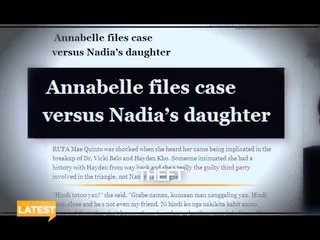 Annabelle files case
versus Nadia's daughter
Annabelle files case
versus Nadia's daughter
RUFA Mae Quinto was shocked when she heard her name being implicated in the
breakup of Dr. Vicki Belo and Hayden Kho. Someone insinuated she had a
history with Hayden from way back and she's really the guilty third party
involved in the triangle, not
THEFT
"Hindi totoo yan!" she said. "Grabe naman, kunsaan man nanggaling yan. Hindi
close and he's not even my friend. Ni hindi ko nga nakikita kahit anino
LATEST